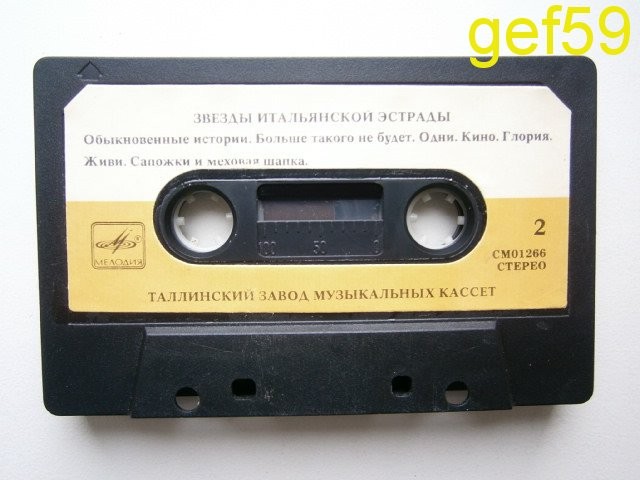 gef59
ЗВЕЗДЫ ИТАЛЬЯНСКОЙ ЭСТРАДЫ
Обыкновенные истории. Больше такого не будет. Одни. Кино. Глория.
Живи. Сапожки и меховая шапка.
2
СМ01266
СТЕРЕО
МЕЛОДИЯ
100 50 0
ТАЛЛИНСКИЙ ЗАВОД МУЗЫКАЛЬНЫХ КАССЕТ